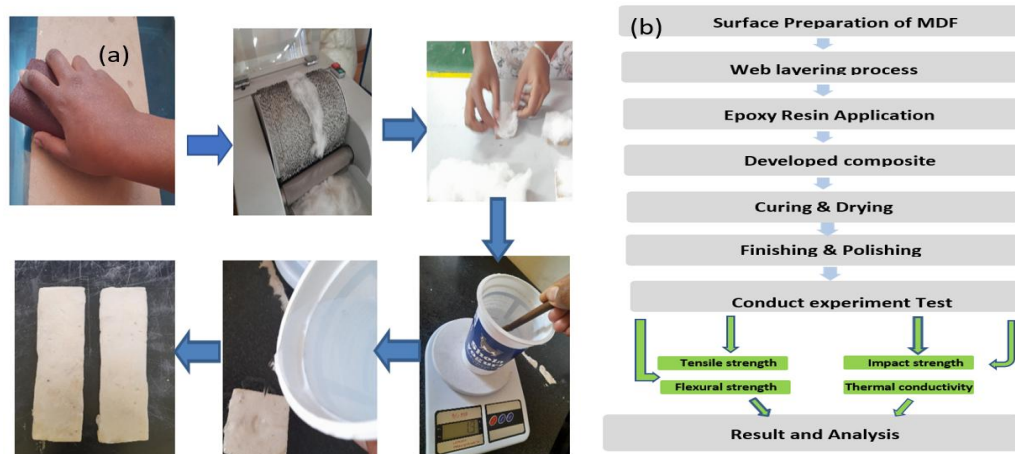 (a)
Shola
(b)
Surface Preparation of MDF
Web layering process
Epoxy Resin Application
Developed composite
Curing & Drying
Finishing & Polishing
Conduct experiment Test
Tensile strength
Impact strength
Flexural strength
Thermal conductivity
Result and Analysis